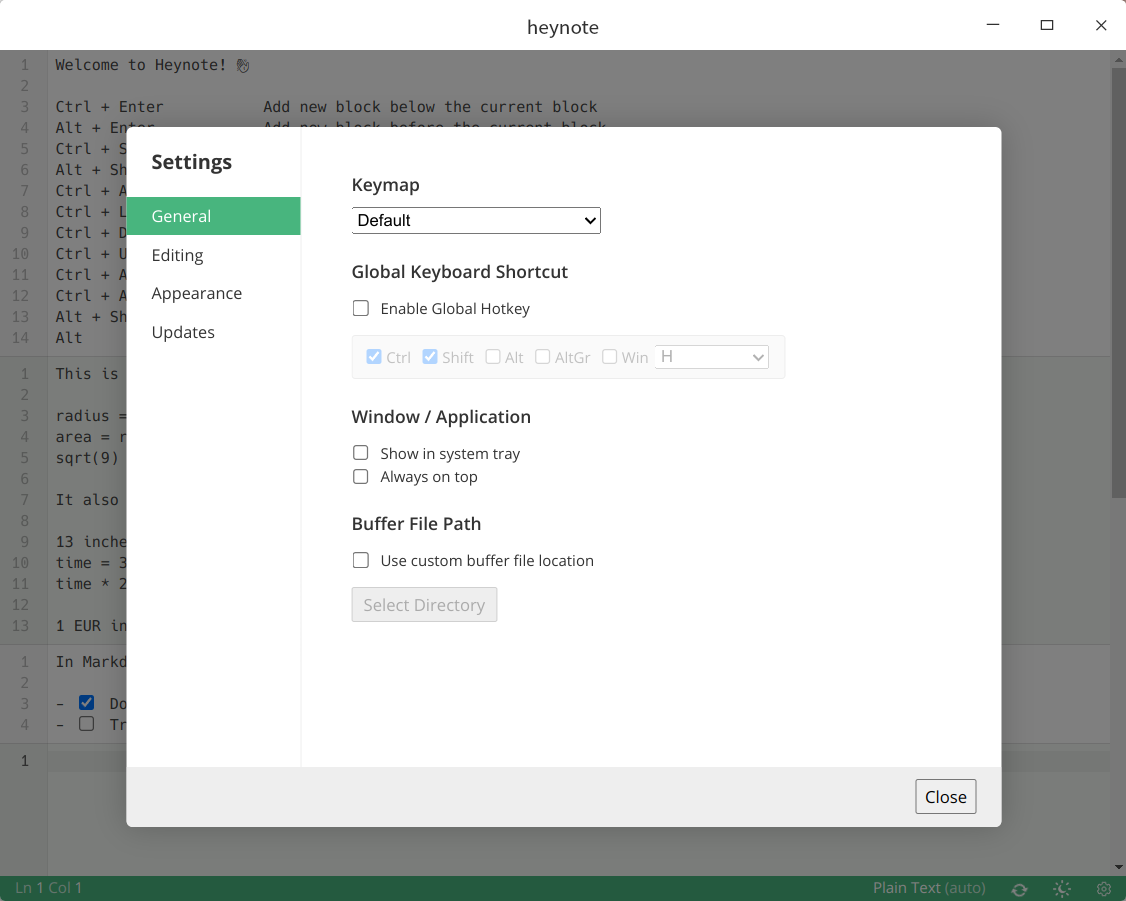 heynote
1 Welcome to Heynote!
2
3 Ctrl + Enter Add new block below the current block
4 Alt + Enter Add new block before the current block
5 Ctrl + S
6 Alt + Sh
7 Ctrl + A
8 Ctrl + L
9 Ctrl + D
10 Ctrl + U
11 Ctrl + A
12 Ctrl + A
13 Alt + Sh
14 Alt
1 This is
2
3 radius =
4 area = r
5 sqrt(9)
6
7 It also
8
9 13 inche
10 time = 3
11 time * 2
12
13 1 EUR in
1 In Markd
2
3 - Do
4 - Tr
1
Settings
General
Editing
Appearance
Updates
Keymap
Default
Global Keyboard Shortcut
Enable Global Hotkey
Ctrl Shift Alt AltGr Win H
Window / Application
Show in system tray
Always on top
Buffer File Path
Use custom buffer file location
Select Directory
Close
Ln 1 Col 1 Plain Text (auto)